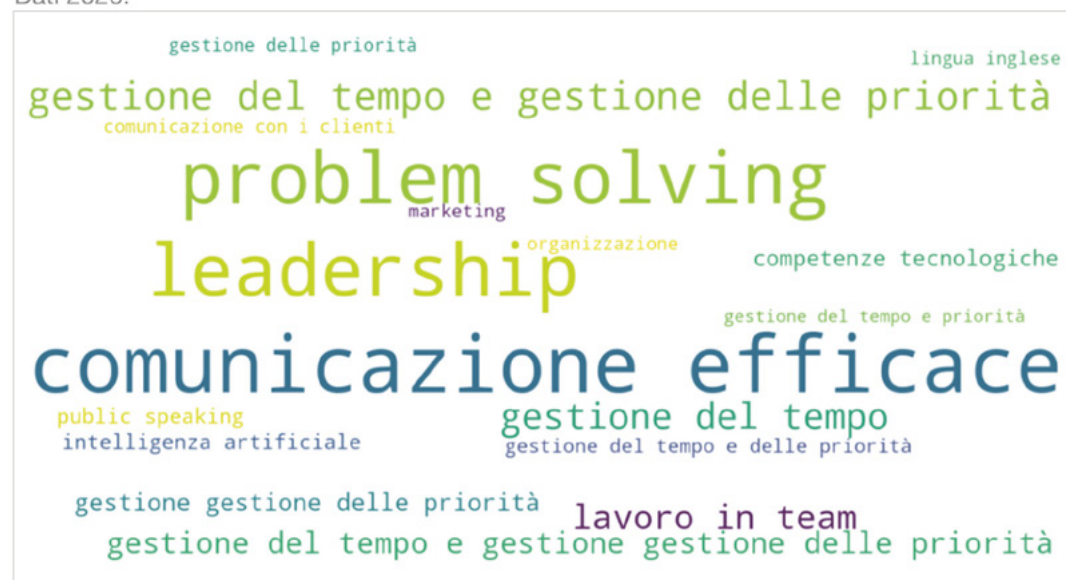 gestione delle priorità
lingua inglese
gestione del tempo e gestione delle priorità
comunicazione con i clienti
problem solving
marketing
organizzazione
leadership
competenze tecnologiche
gestione del tempo e priorità
comunicazione efficace
public speaking
gestione del tempo
intelligenza artificiale
gestione del tempo e delle priorità
gestione gestione delle priorità
lavoro in team
gestione del tempo e gestione gestione delle priorità